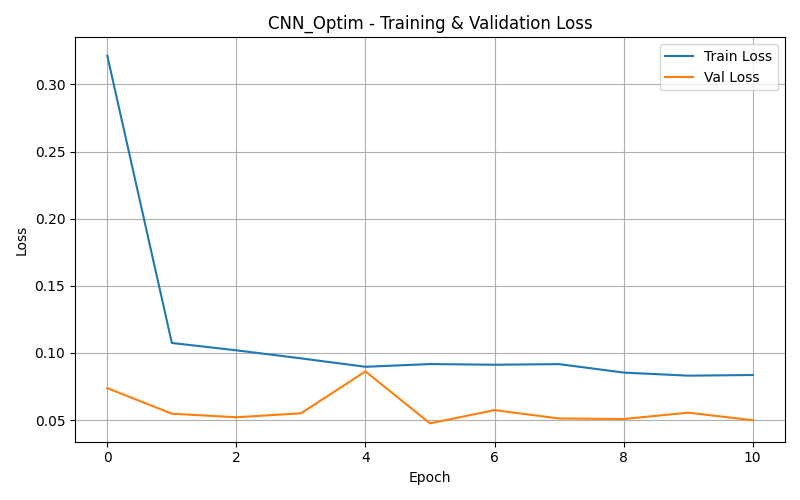 CNN_Optim - Training & Validation Loss
Train Loss
Val Loss
0.30
0.25
0.20
0.15
0.10
0.05
Loss
0 2 4 6 8 10
Epoch